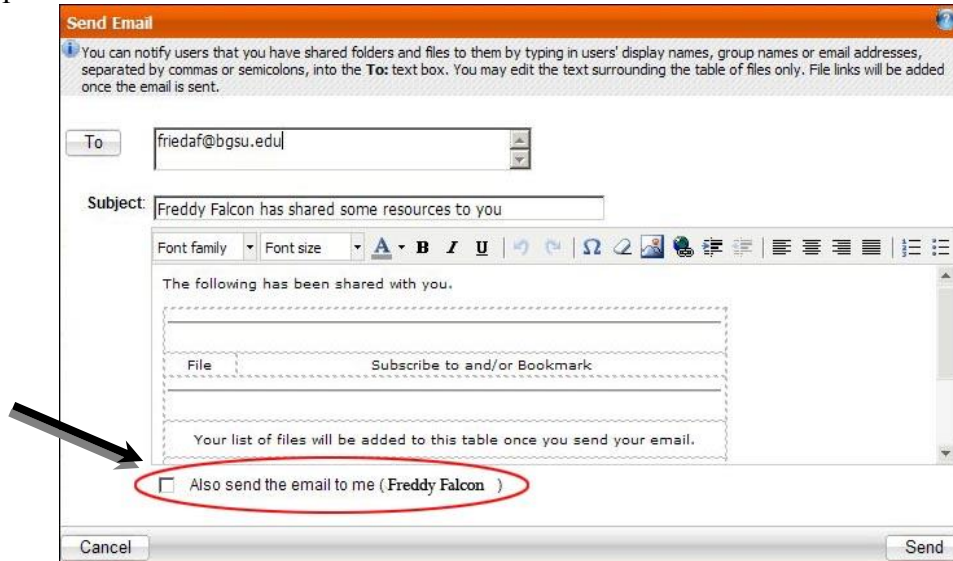 Send Email
You can notify users that you have shared folders and files to them by typing in users' display names, group names or email addresses,
separated by commas or semicolons, into the To: text box. You may edit the text surrounding the table of files only. File links will be added
once the email is sent.
To
friedaf@bgsu.edu
Subject:
Freddy Falcon has shared some resources to you
Font family Font size A B I U Ω
The following has been shared with you.
File Subscribe to and/or Bookmark
Your list of files will be added to this table once you send your email.
Also send the email to me ( Freddy Falcon )
Cancel Send